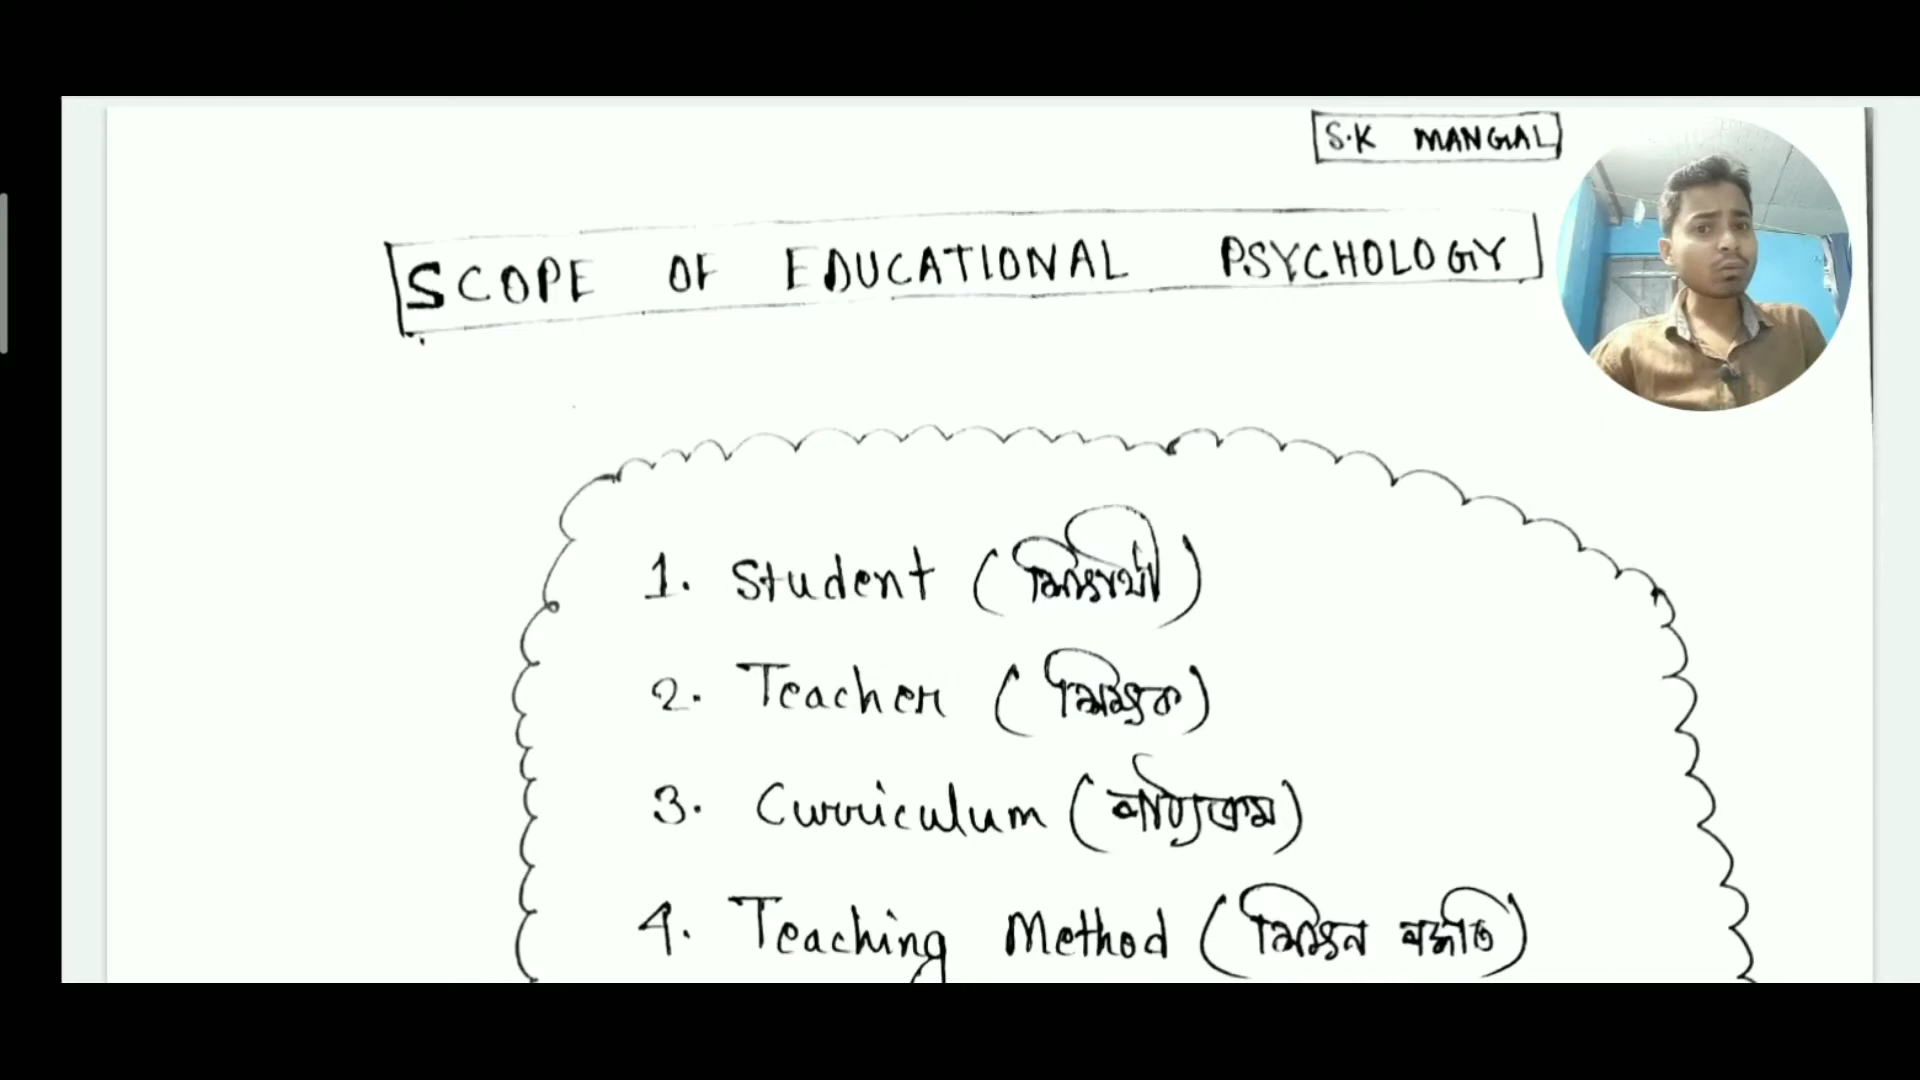 S.K MANGAL
SCOPE OF EDUCATIONAL PSYCHOLOGY
1. Student (শিক্ষার্থী)
2. Teacher (শিক্ষক)
3. Curriculum (পাঠ্যক্রম)
4. Teaching Method (শিক্ষন পদ্ধতি)